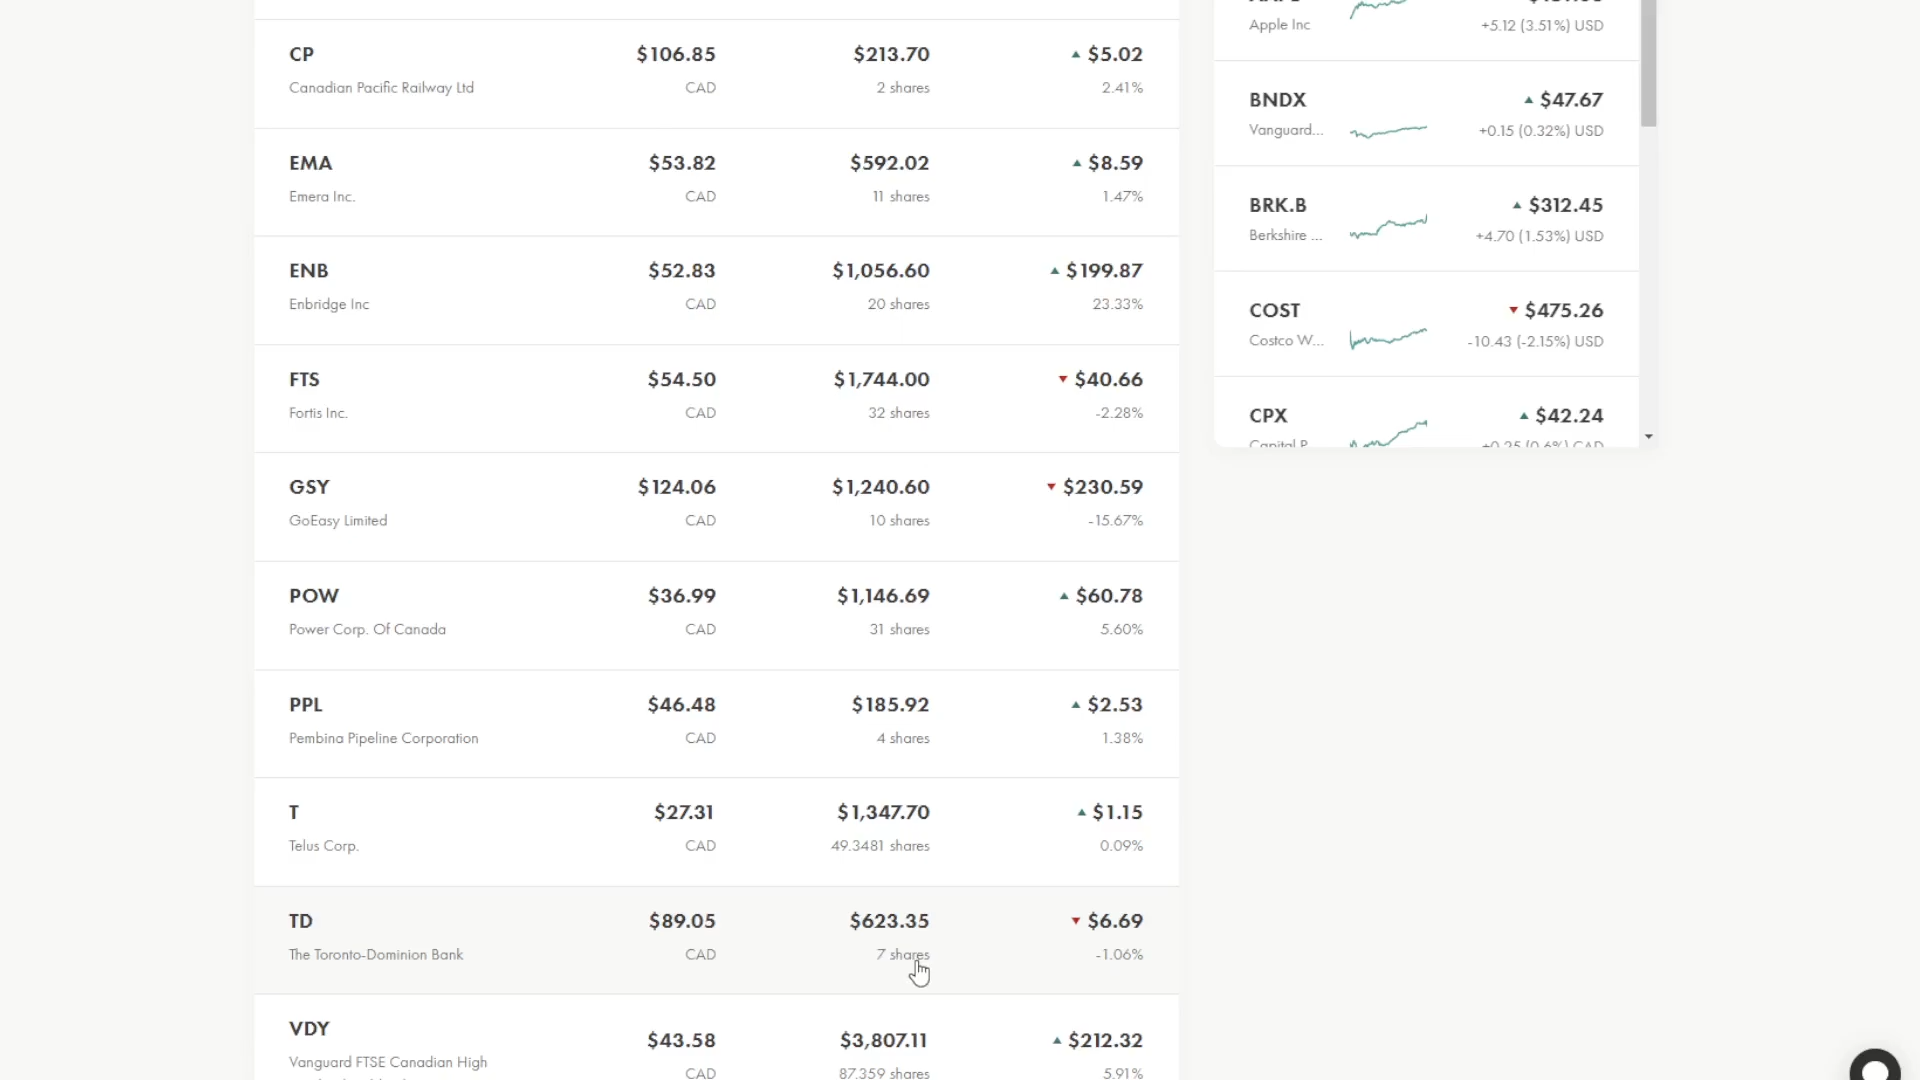 CP $106.85 $213.70 $5.02
Canadian Pacific Railway Ltd CAD 2 shares 2.41%
EMA $53.82 $592.02 $8.59
Emera Inc. CAD 11 shares 1.47%
ENB $52.83 $1,056.60 $199.87
Enbridge Inc CAD 20 shares 23.33%
FTS $54.50 $1,744.00 $40.66
Fortis Inc. CAD 32 shares -2.28%
GSY $124.06 $1,240.60 $230.59
GoEasy Limited CAD 10 shares -15.67%
POW $36.99 $1,146.69 $60.78
Power Corp. Of Canada CAD 31 shares 5.60%
PPL $46.48 $185.92 $2.53
Pembina Pipeline Corporation CAD 4 shares 1.38%
T $27.31 $1,347.70 $1.15
Telus Corp. CAD 49.3481 shares 0.09%
TD $89.05 $623.35 $6.69
The Toronto-Dominion Bank CAD 7 shares -1.06%
VDY $43.58 $3,807.11 $212.32
Vanguard FTSE Canadian High CAD 87.359 shares 5.91%
Apple Inc +5.12 (3.51%) USD
BNDX $47.67
Vanguard... +0.15 (0.32%) USD
BRK.B $312.45
Berkshire ... +4.70 (1.53%) USD
COST $475.26
Costco W... -10.43 (-2.15%) USD
CPX $42.24
Capital P... +0.25 (0.6%) CAD